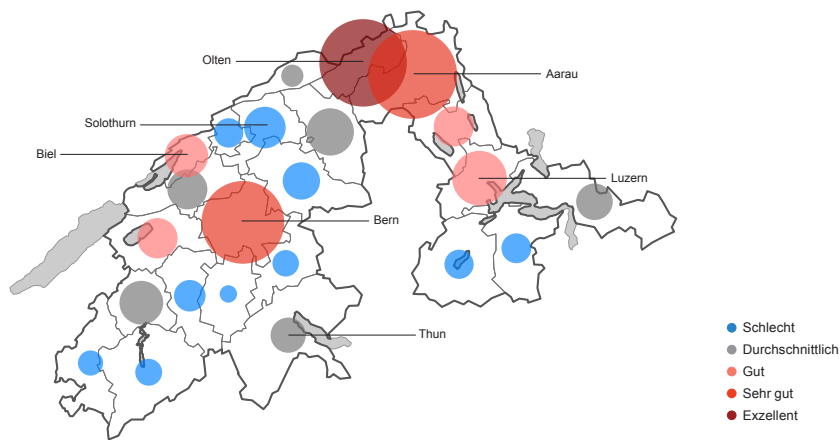 Olten
Aarau
Solothurn
Biel
Luzern
Bern
Thun
Schlecht
Durchschnittlich
Gut
Sehr gut
Exzellent